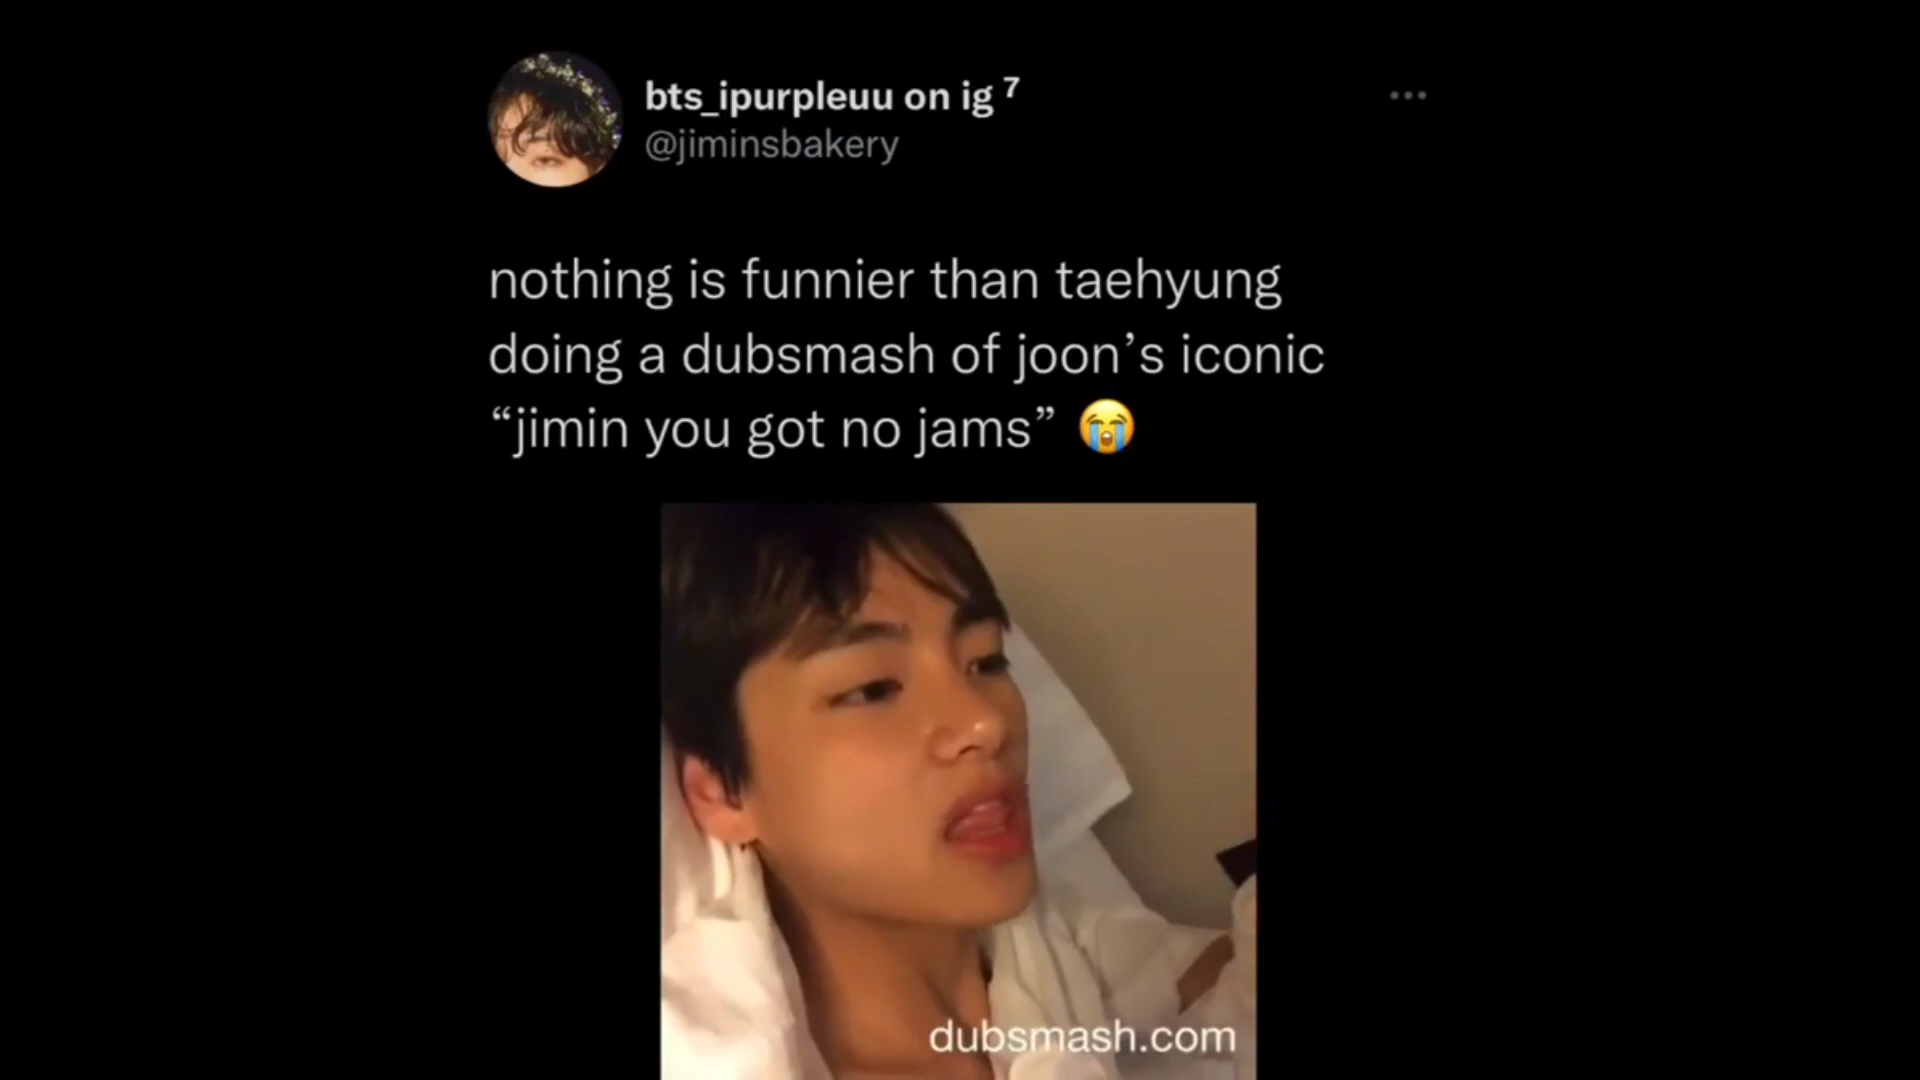 bts_ipurpleuu on ig ⁷
@jiminsbakery
nothing is funnier than taehyung
doing a dubsmash of joon’s iconic
“jimin you got no jams” 😭
dubsmash.com